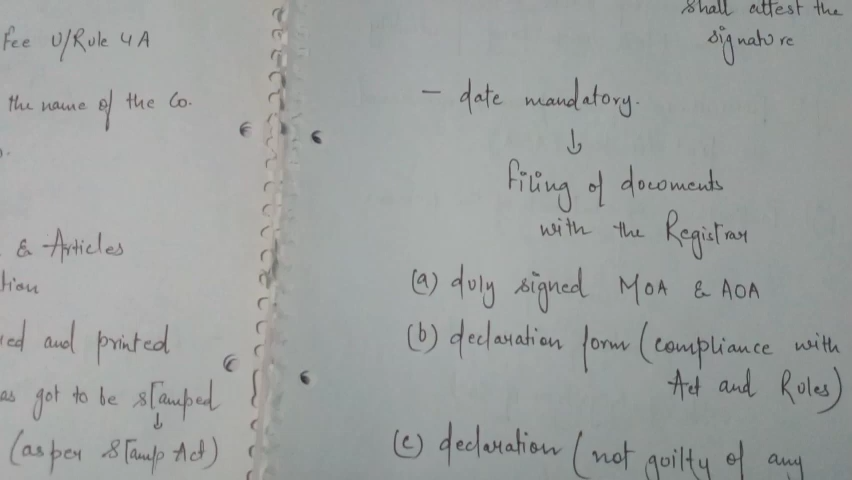 fee U/Rule 4A
the name of the Co.
& Articles
tion
ed and printed
as got to be stamped
↓
(as per Stamp Act)
shall attest the
signature
- date mandatory.
↓
filing of documents
with the Registrar
(a) duly signed MOA & AOA
(b) declaration form (compliance with
Act and Rules)
(c) declaration (not guilty of any